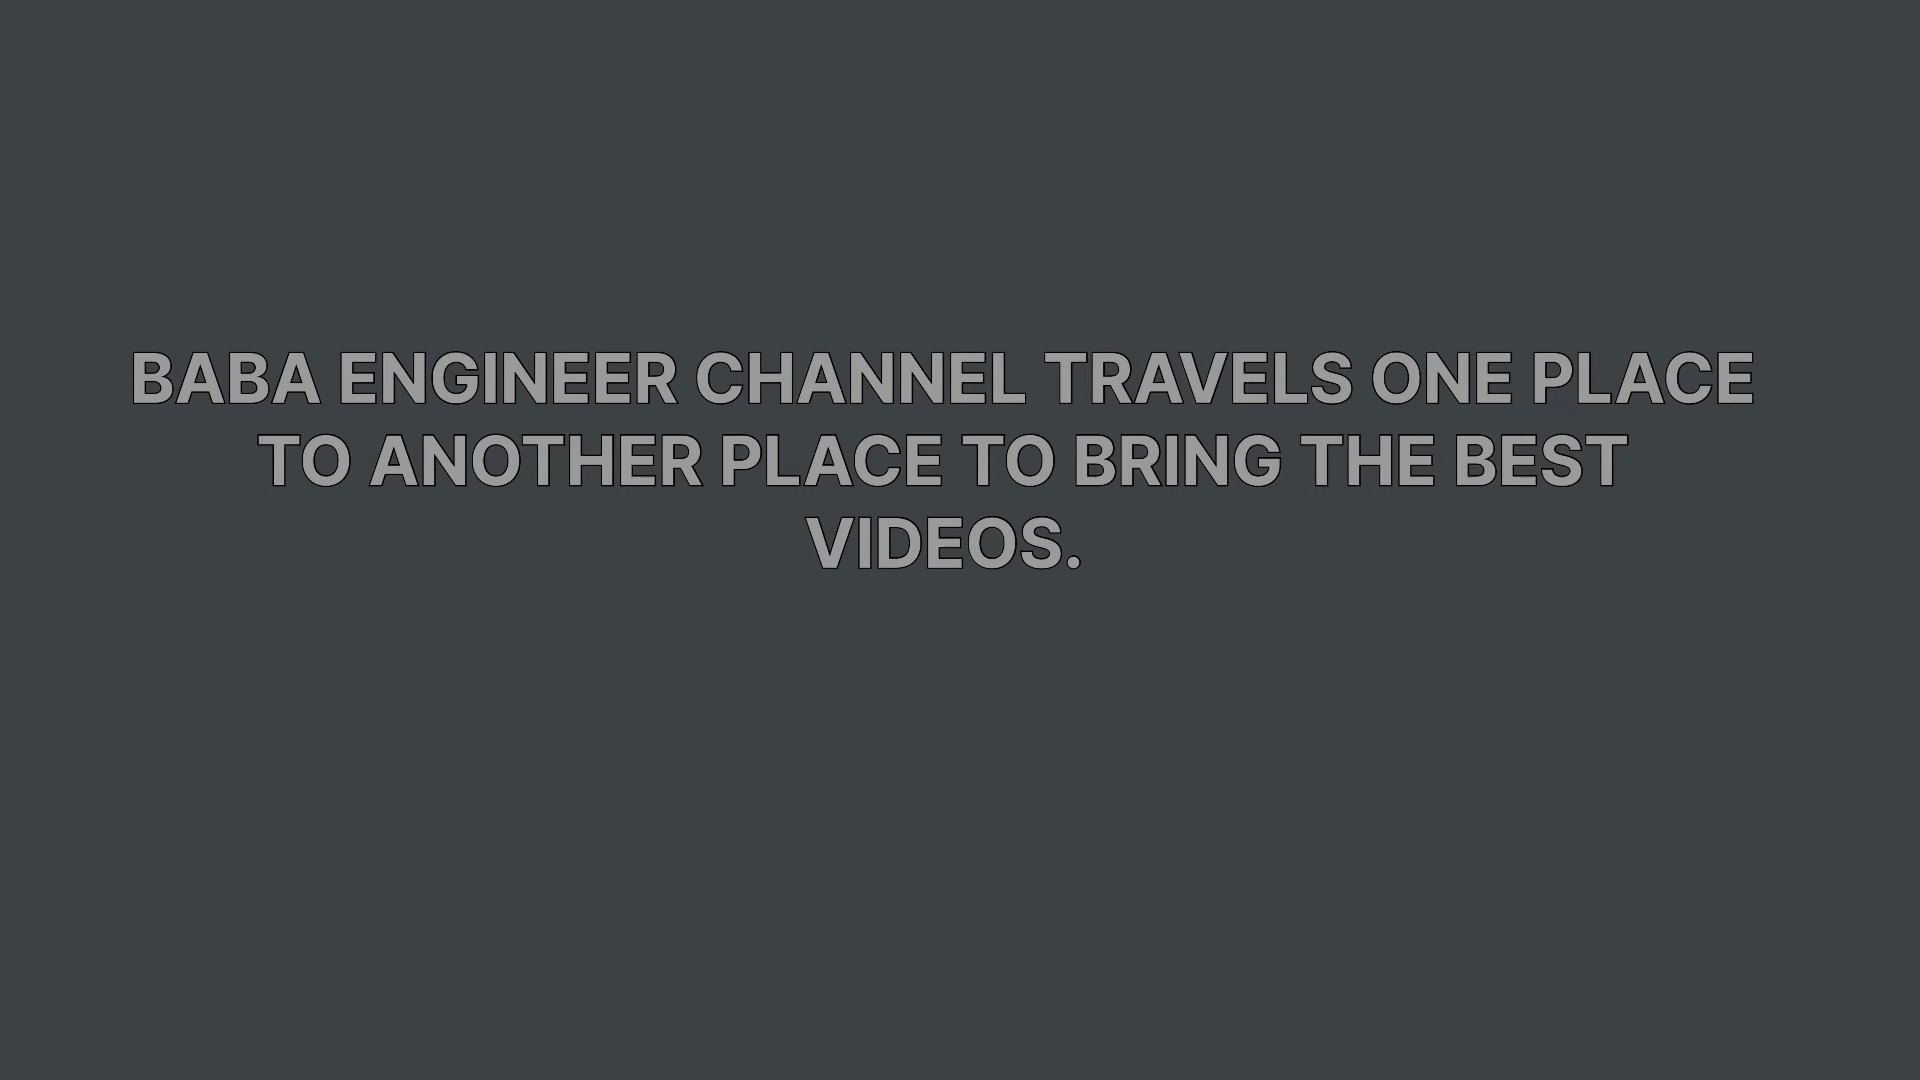 BABA ENGINEER CHANNEL TRAVELS ONE PLACE
TO ANOTHER PLACE TO BRING THE BEST
VIDEOS.